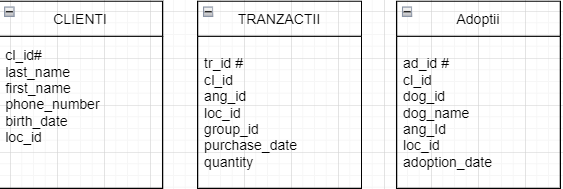 CLIENTI
cl_id#
last_name
first_name
phone_number
birth_date
loc_id
TRANZACTII
tr_id #
cl_id
ang_id
loc_id
group_id
purchase_date
quantity
Adoptii
ad_id #
cl_id
dog_id
dog_name
ang_Id
loc_id
adoption_date